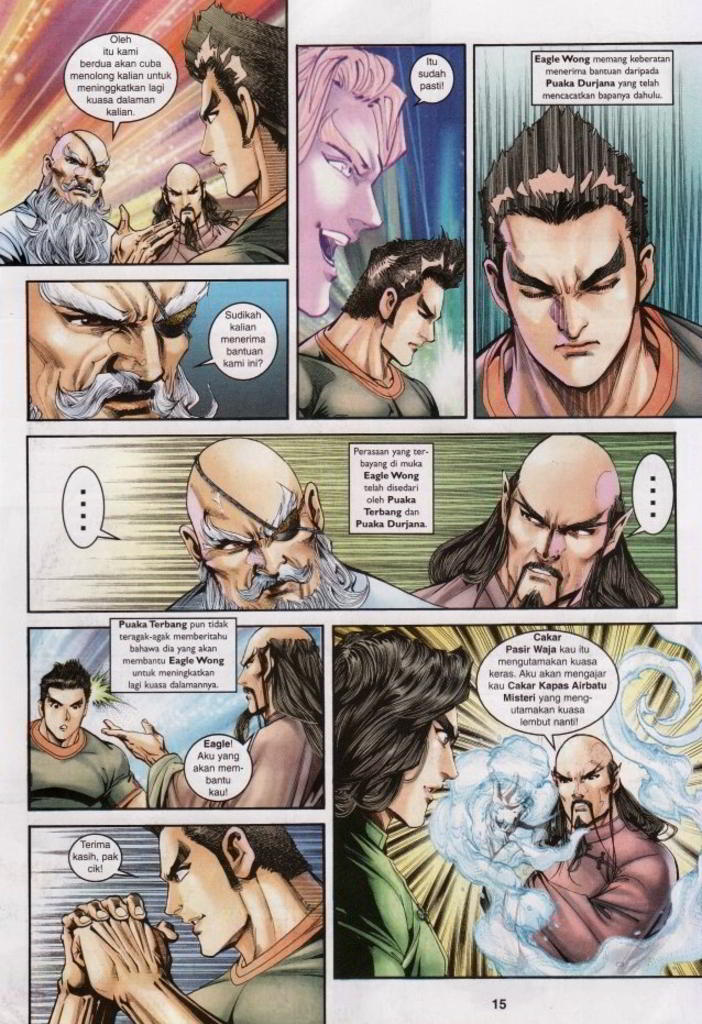 Oleh
itu kami
berdua akan cuba
menolong kalian untuk
meninggkatkan lagi
kuasa dalaman
kalian.
Itu
sudah
pasti!
Eagle Wong memang keberatan
menerima bantuan daripada
Puaka Durjana yang telah
mencacatkan bapanya dahulu.
Sudikah
kalian
menerima
bantuan
kami ini?
....
Perasaan yang ter-
bayang di muka
Eagle Wong
telah disedari
oleh Puaka
Terbang dan
Puaka Durjana.
....
Puaka Terbang pun tidak
teragak-agak memberitahu
bahawa dia yang akan
membantu Eagle Wong
untuk meningkatkan
lagi kuasa dalamannya.
Eagle!
Aku yang
akan mem-
bantu
kau!
Cakar
Pasir Waja kau itu
mengutamakan kuasa
keras. Aku akan mengajar
kau Cakar Kapas Airbatu
Misteri yang meng-
utamakan kuasa
lembut nanti!
Terima
kasih, pak
cik!
15